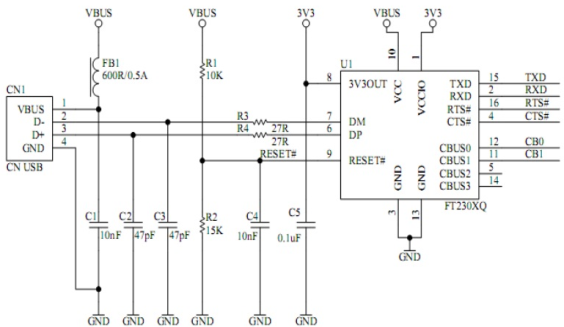 VBUS VBUS 3V3 VBUS 3V3
FB1
600R/0.5A
R1
10K
U1
10 1
CN1
VBUS 1
D- 2
D+ 3
GND 4
CN USB
8 3V3OUT VCC VCCIO TXD 15 TXD
RXD 2 RXD
RTS# 16 RTS#
CTS# 4 CTS#
R3 27R 7 DM
R4 27R 6 DP
RESET# 9 RESET#
CBUS0 12 CB0
CBUS1 11 CB1
CBUS2 5
CBUS3 14
GND GND
3 13
FT230XQ
GND
C1 10nF
C2 47pF
C3 47pF
R2 15K
C4 10nF
C5 0.1uF
GND GND GND GND GND GND